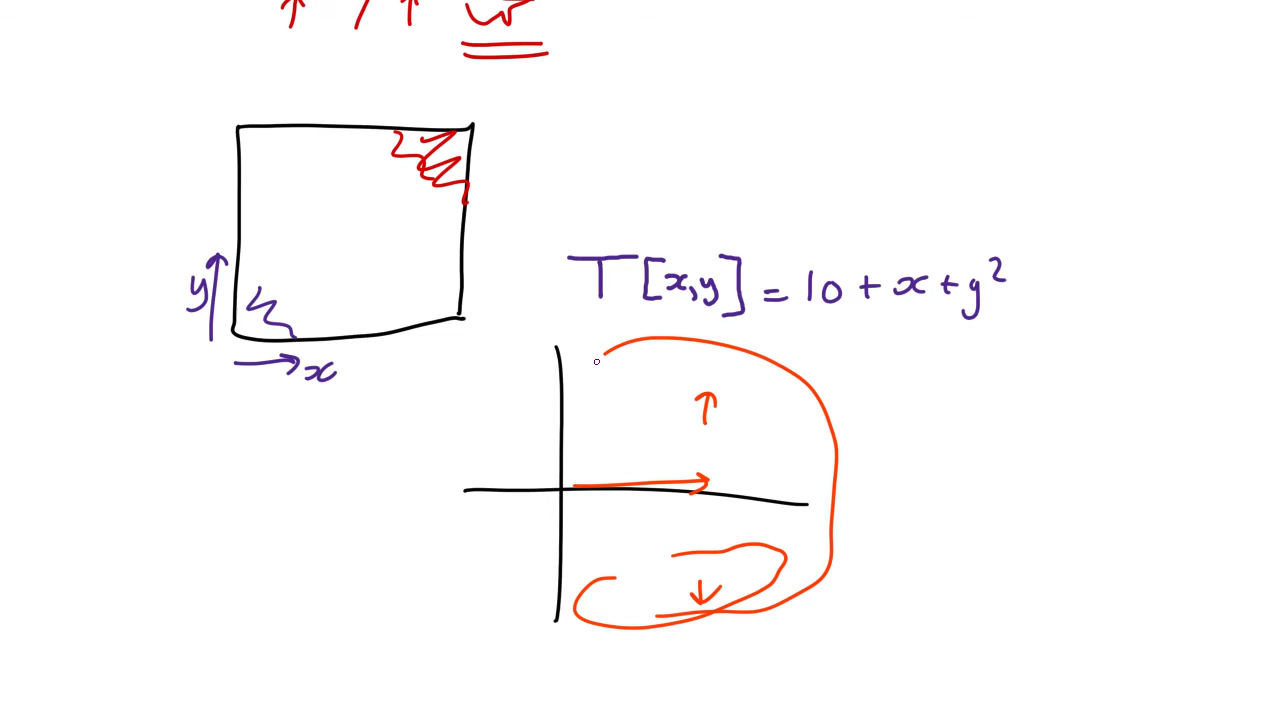 y
T[x,y] = 10 + x + y²
x